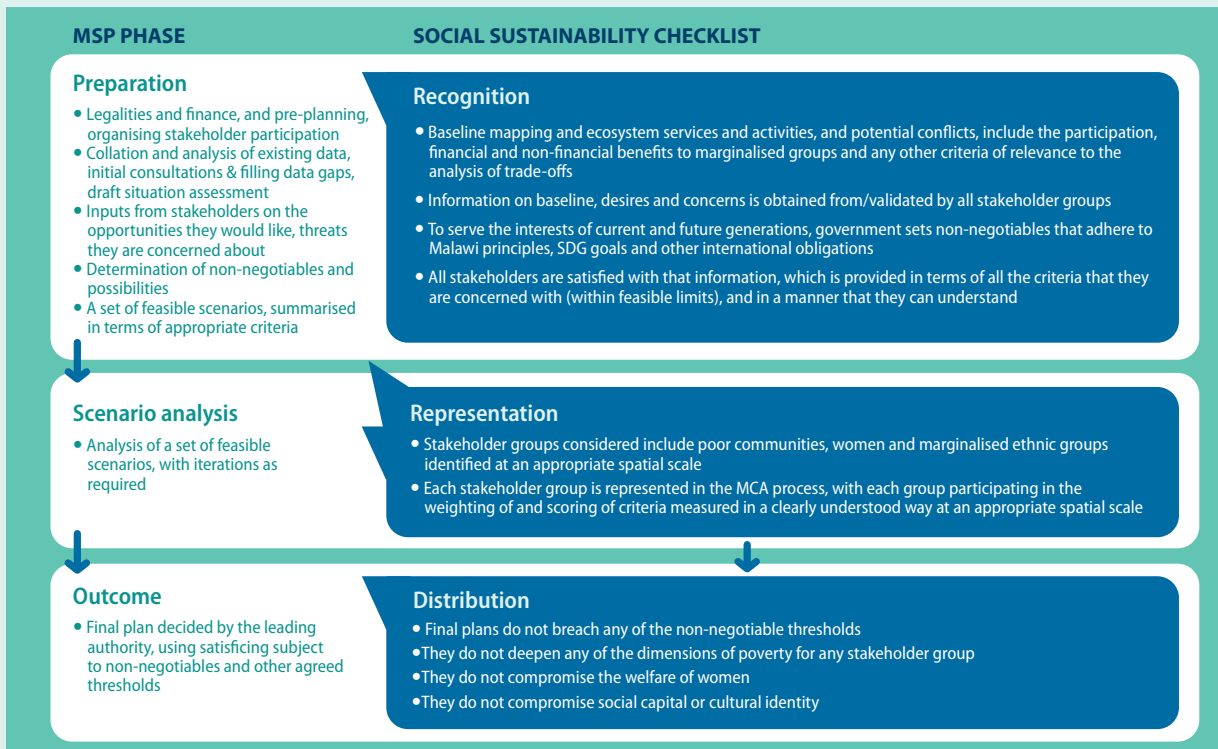 MSP PHASE
SOCIAL SUSTAINABILITY CHECKLIST
Preparation
• Legalities and finance, and pre-planning,
organising stakeholder participation
• Collation and analysis of existing data,
initial consultations & filling data gaps,
draft situation assessment
• Inputs from stakeholders on the
opportunities they would like, threats
they are concerned about
• Determination of non-negotiables and
possibilities
• A set of feasible scenarios, summarised
in terms of appropriate criteria
Recognition
• Baseline mapping and ecosystem services and activities, and potential conflicts, include the participation,
financial and non-financial benefits to marginalised groups and any other criteria of relevance to the
analysis of trade-offs
• Information on baseline, desires and concerns is obtained from/validated by all stakeholder groups
• To serve the interests of current and future generations, government sets non-negotiables that adhere to
Malawi principles, SDG goals and other international obligations
• All stakeholders are satisfied with that information, which is provided in terms of all the criteria that they
are concerned with (within feasible limits), and in a manner that they can understand
Scenario analysis
• Analysis of a set of feasible
scenarios, with iterations as
required
Representation
• Stakeholder groups considered include poor communities, women and marginalised ethnic groups
identified at an appropriate spatial scale
• Each stakeholder group is represented in the MCA process, with each group participating in the
weighting of and scoring of criteria measured in a clearly understood way at an appropriate spatial scale
Outcome
• Final plan decided by the leading
authority, using satisficing subject
to non-negotiables and other agreed
thresholds
Distribution
• Final plans do not breach any of the non-negotiable thresholds
•They do not deepen any of the dimensions of poverty for any stakeholder group
•They do not compromise the welfare of women
•They do not compromise social capital or cultural identity